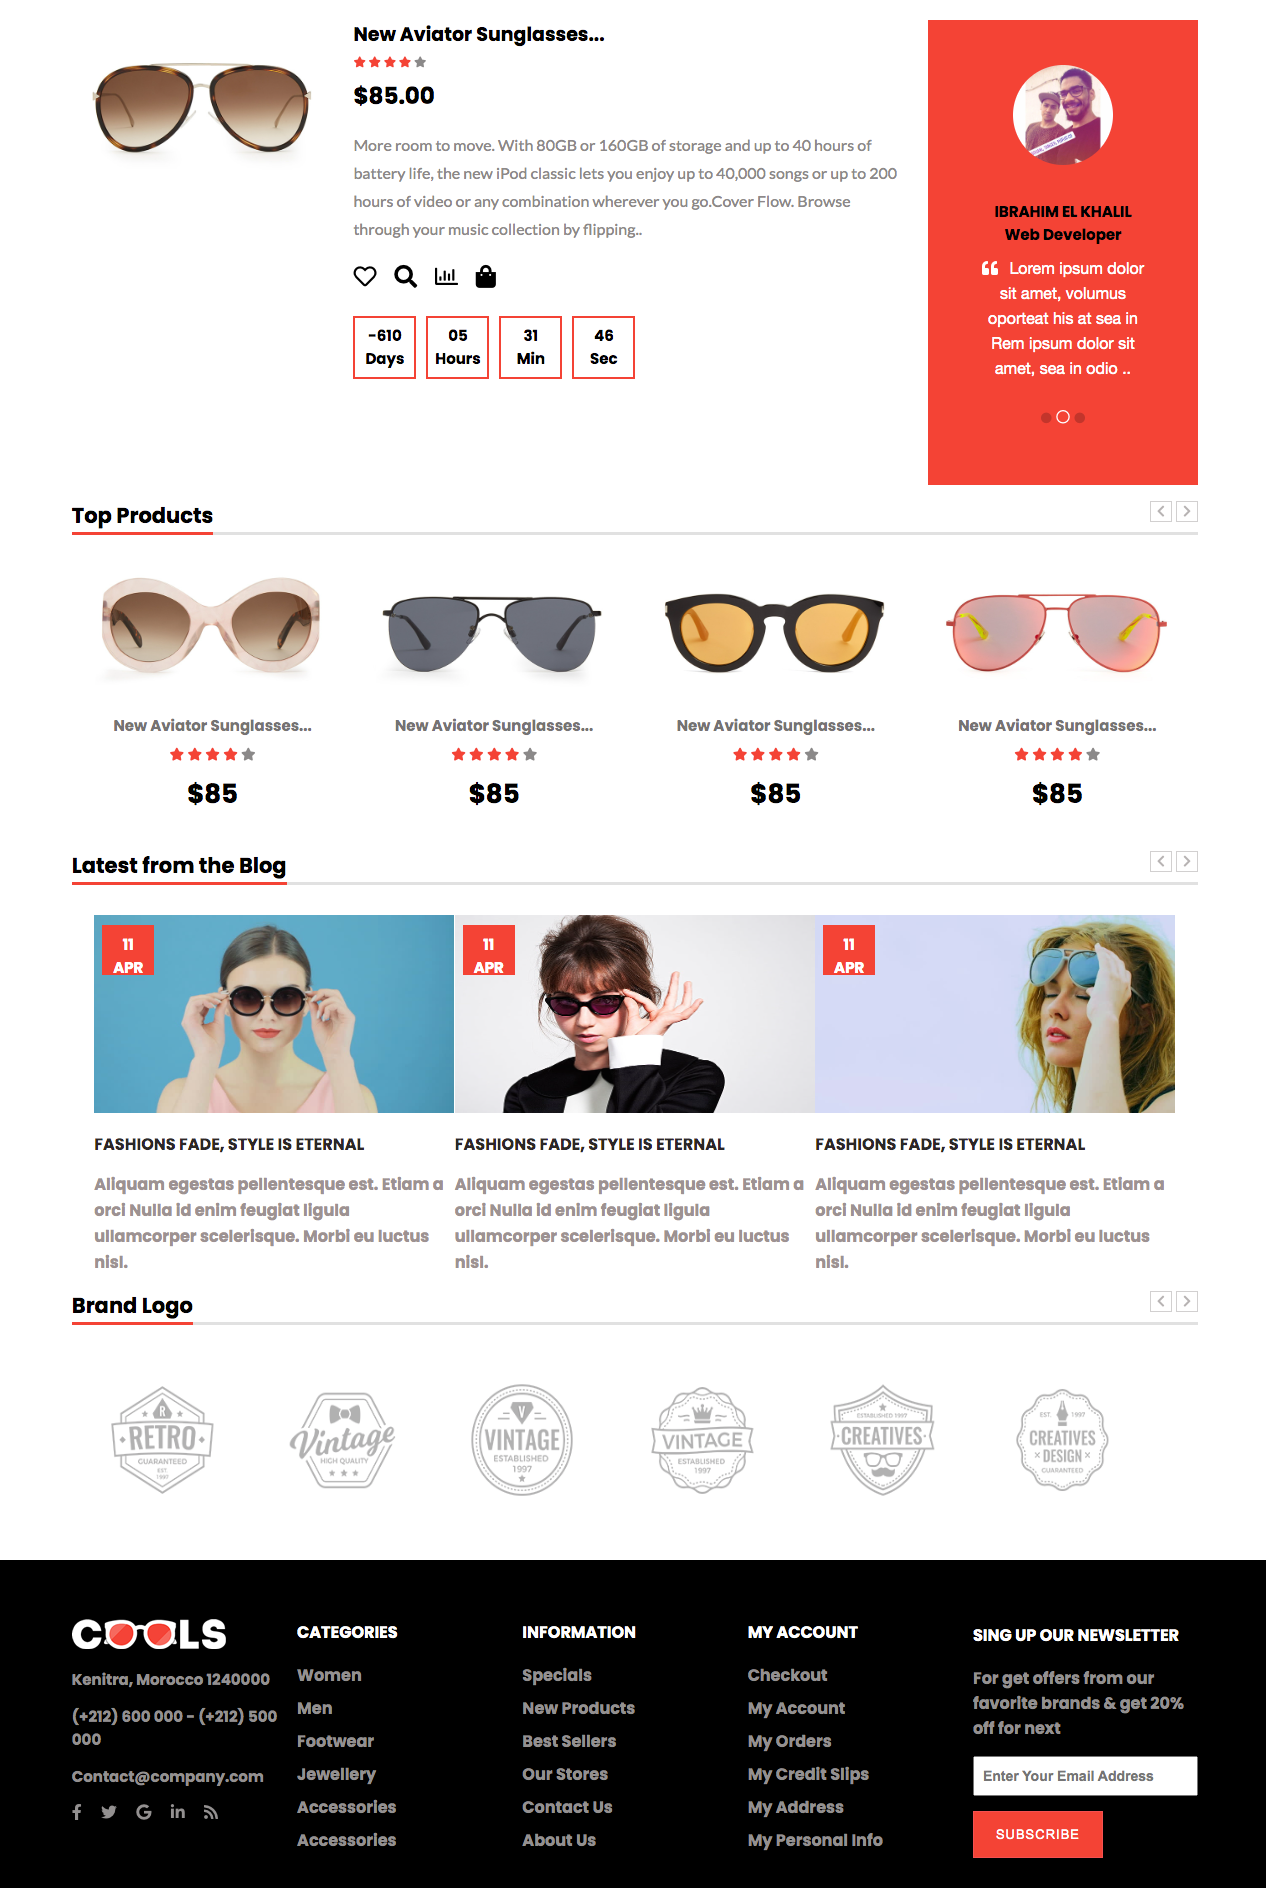 New Aviator Sunglasses...
$85.00
More room to move. With 80GB or 160GB of storage and up to 40 hours of
battery life, the new iPod classic lets you enjoy up to 40,000 songs or up to 200
hours of video or any combination wherever you go.Cover Flow. Browse
through your music collection by flipping..
-610
Days
05
Hours
31
Min
46
Sec
IBRAHIM EL KHALIL
Web Developer
Lorem ipsum dolor
sit amet, volumus
oporteat his at sea in
Rem ipsum dolor sit
amet, sea in odio ..
Top Products
New Aviator Sunglasses...
$85
New Aviator Sunglasses...
$85
New Aviator Sunglasses...
$85
New Aviator Sunglasses...
$85
Latest from the Blog
11
APR
FASHIONS FADE, STYLE IS ETERNAL
Aliquam egestas pellentesque est. Etiam a
orci Nulla id enim feugiat ligula
ullamcorper scelerisque. Morbi eu luctus
nisl.
11
APR
FASHIONS FADE, STYLE IS ETERNAL
Aliquam egestas pellentesque est. Etiam a
orci Nulla id enim feugiat ligula
ullamcorper scelerisque. Morbi eu luctus
nisl.
11
APR
FASHIONS FADE, STYLE IS ETERNAL
Aliquam egestas pellentesque est. Etiam a
orci Nulla id enim feugiat ligula
ullamcorper scelerisque. Morbi eu luctus
nisl.
Brand Logo
R
RETRO
GUARANTEED
EST
1997
Vintage
HIGH QUALITY
V
VINTAGE
ESTABLISHED
1997
VINTAGE
ESTABLISHED
1997
ESTABLISHED 1997
CREATIVES
EST. 1997
CREATIVES
DESIGN
GUARANTEED
COOLS
Kenitra, Morocco 1240000
(+212) 600 000 - (+212) 500
000
Contact@company.com
CATEGORIES
Women
Men
Footwear
Jewellery
Accessories
Accessories
INFORMATION
Specials
New Products
Best Sellers
Our Stores
Contact Us
About Us
MY ACCOUNT
Checkout
My Account
My Orders
My Credit Slips
My Address
My Personal Info
SING UP OUR NEWSLETTER
For get offers from our
favorite brands & get 20%
off for next
Enter Your Email Address
SUBSCRIBE